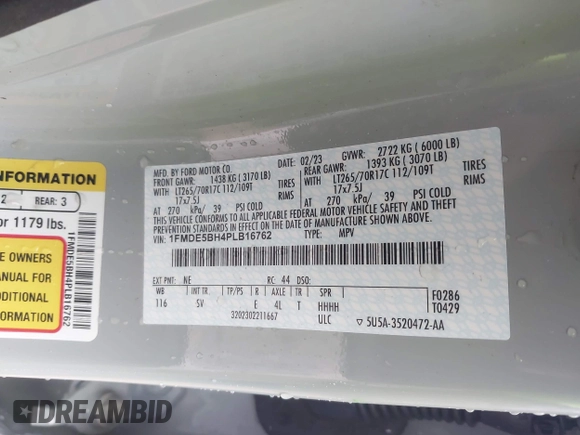 INFORMATION
2 REAR: 3
or 1179 lbs.
E OWNERS
MANUAL FOR
INFORMATION
1FMDE5BH4PLB16762
MFD. BY FORD MOTOR CO.
02/23 GVWR: 2722 KG ( 6000 LB)
FRONT GAWR: 1438 KG ( 3170 LB) REAR GAWR: 1393 KG ( 3070 LB)
WITH LT265/70R17C 112/109T TIRES WITH LT265/70R17C 112/109T TIRES
17x7.5J 17x7.5J
AT 270 kPa/ 39 PSI COLD AT 270 kPa/ 39 PSI COLD
THIS VEHICLE CONFORMS TO ALL APPLICABLE FEDERAL MOTOR VEHICLE SAFETY AND THEFT
PREVENTION STANDARDS IN EFFECT ON THE DATE OF MANUFACTURE SHOWN ABOVE.
VIN: 1FMDE5BH4PLB16762 TYPE: MPV
EXT PNT: NE RC: 44 DSO:
WB INT TR TP/PS R AXLE TR SPR F0286
116 SV E 4L T HHHH T0429
3202302211667 ULC 5U5A-3520472-AA
DREAMBID